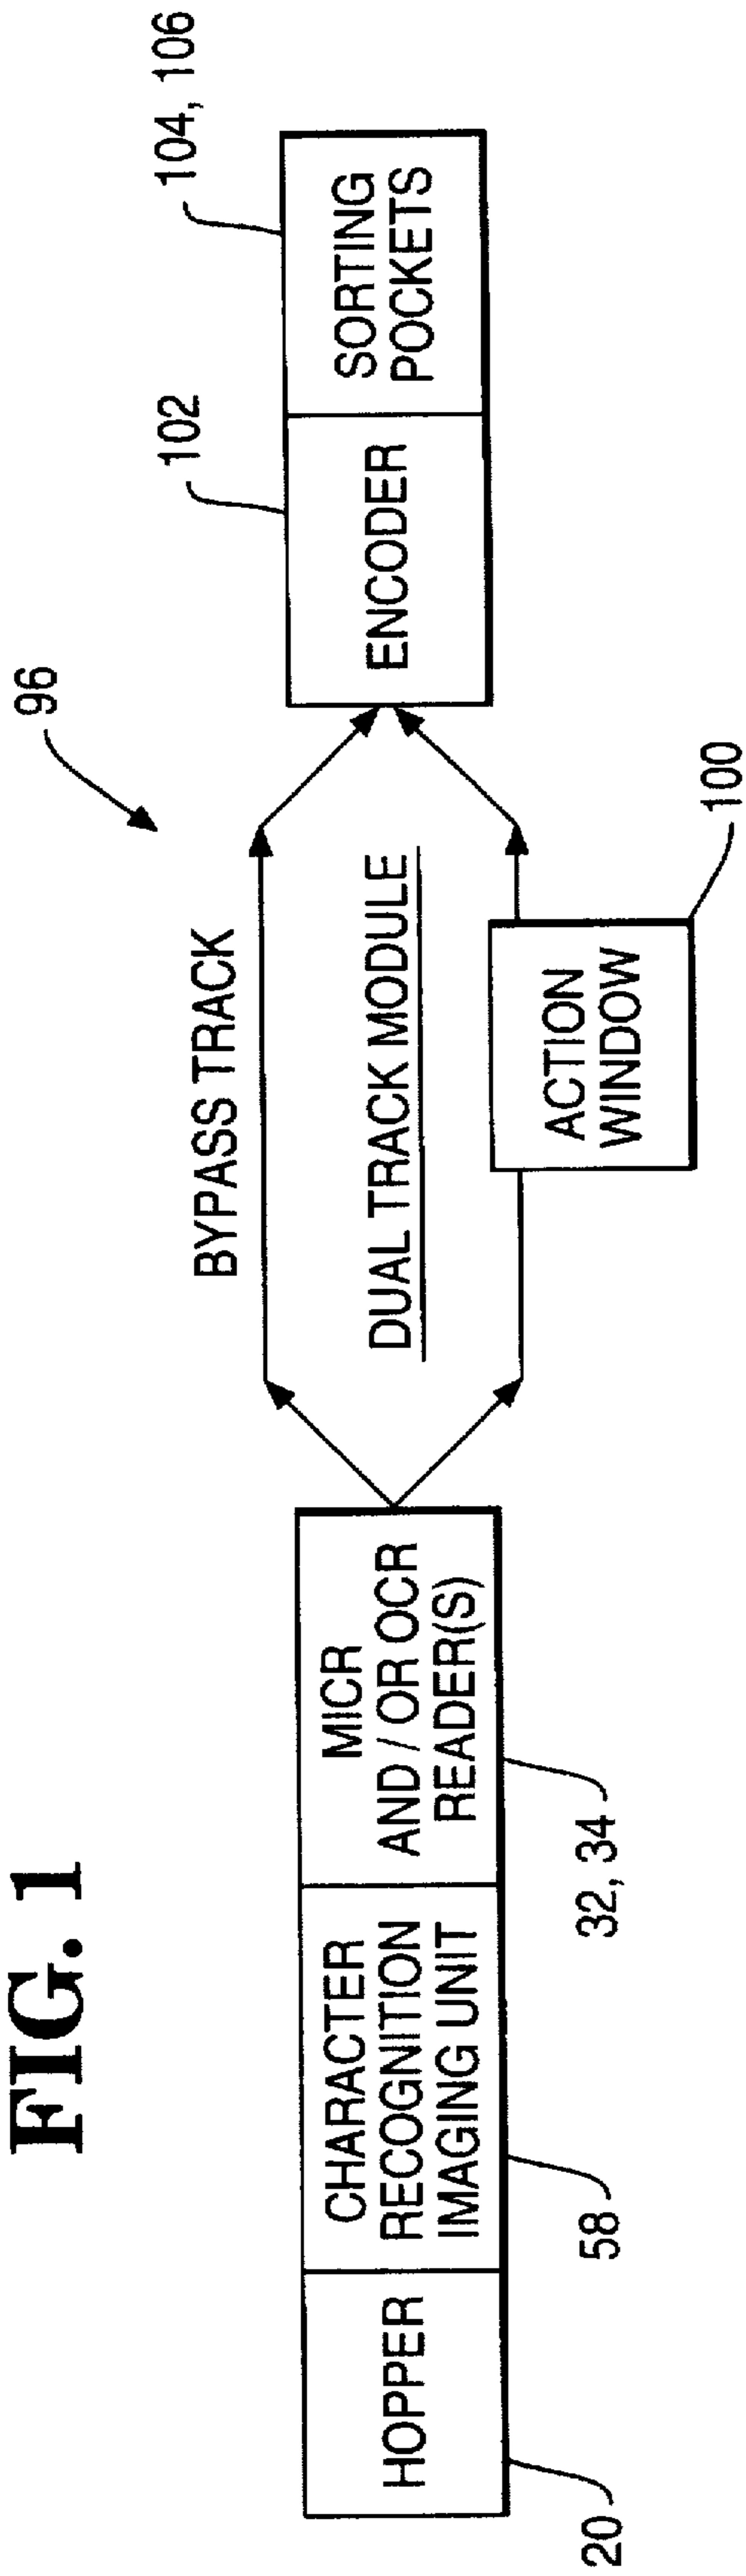 FIG. 1
HOPPER
20
CHARACTER
RECOGNITION
IMAGING UNIT
58
MICR
AND / OR OCR
READER(S)
32, 34
BYPASS TRACK
DUAL TRACK MODULE
96
ACTION
WINDOW
100
ENCODER
102
SORTING
POCKETS
104, 106